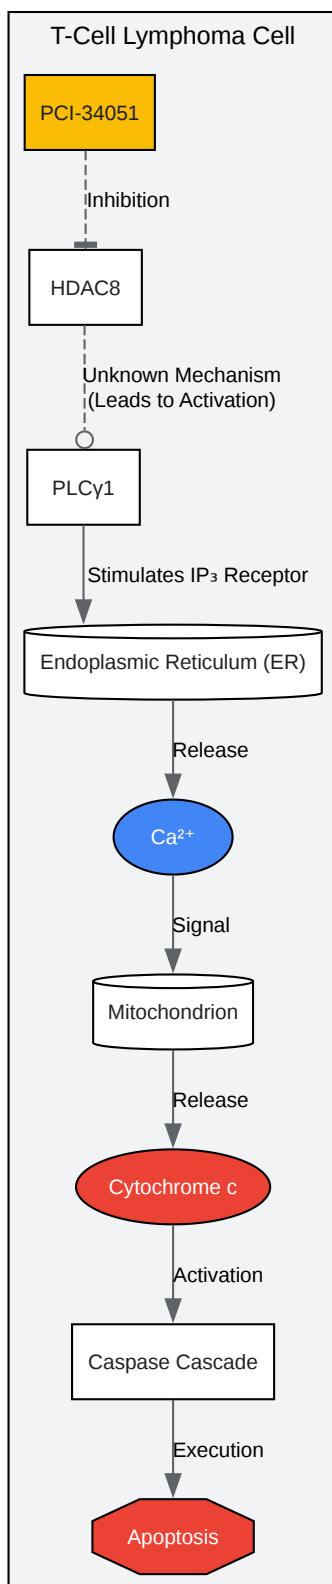 T-Cell Lymphoma Cell
PCI-34051
Inhibition
HDAC8
Unknown Mechanism
(Leads to Activation)
PLCγ1
Stimulates IP₃ Receptor
Endoplasmic Reticulum (ER)
Release
Ca²⁺
Signal
Mitochondrion
Release
Cytochrome c
Activation
Caspase Cascade
Execution
Apoptosis